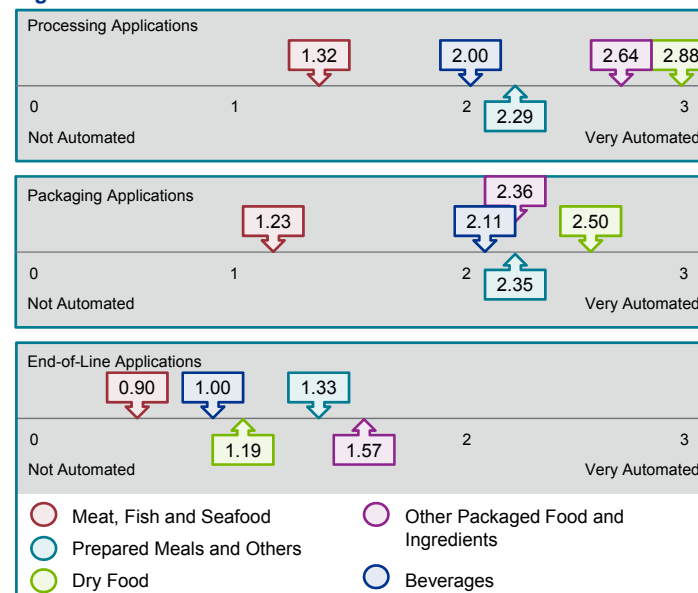 Processing Applications
1.32
2.00
2.64
2.88
0
1
2
3
2.29
Not Automated
Very Automated
Packaging Applications
2.36
1.23
2.11
2.50
0
1
2
3
2.35
Not Automated
Very Automated
End-of-Line Applications
0.90
1.00
1.33
0
2
3
1.19
1.57
Not Automated
Very Automated
Meat, Fish and Seafood
Prepared Meals and Others
Dry Food
Other Packaged Food and
Ingredients
Beverages